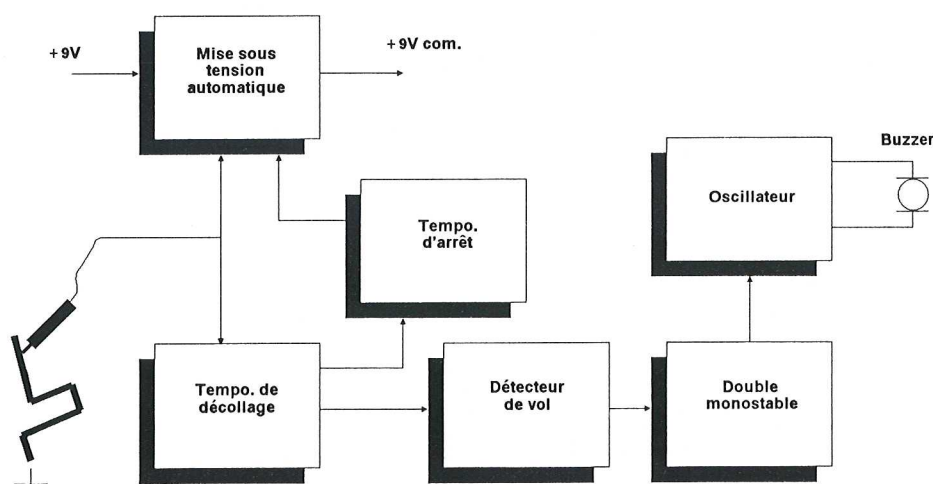 +9V
Mise sous
tension
automatique
+9V com.
Buzzer
Oscillateur
Tempo.
d'arrêt
Tempo. de
décollage
Détecteur
de vol
Double
monostable